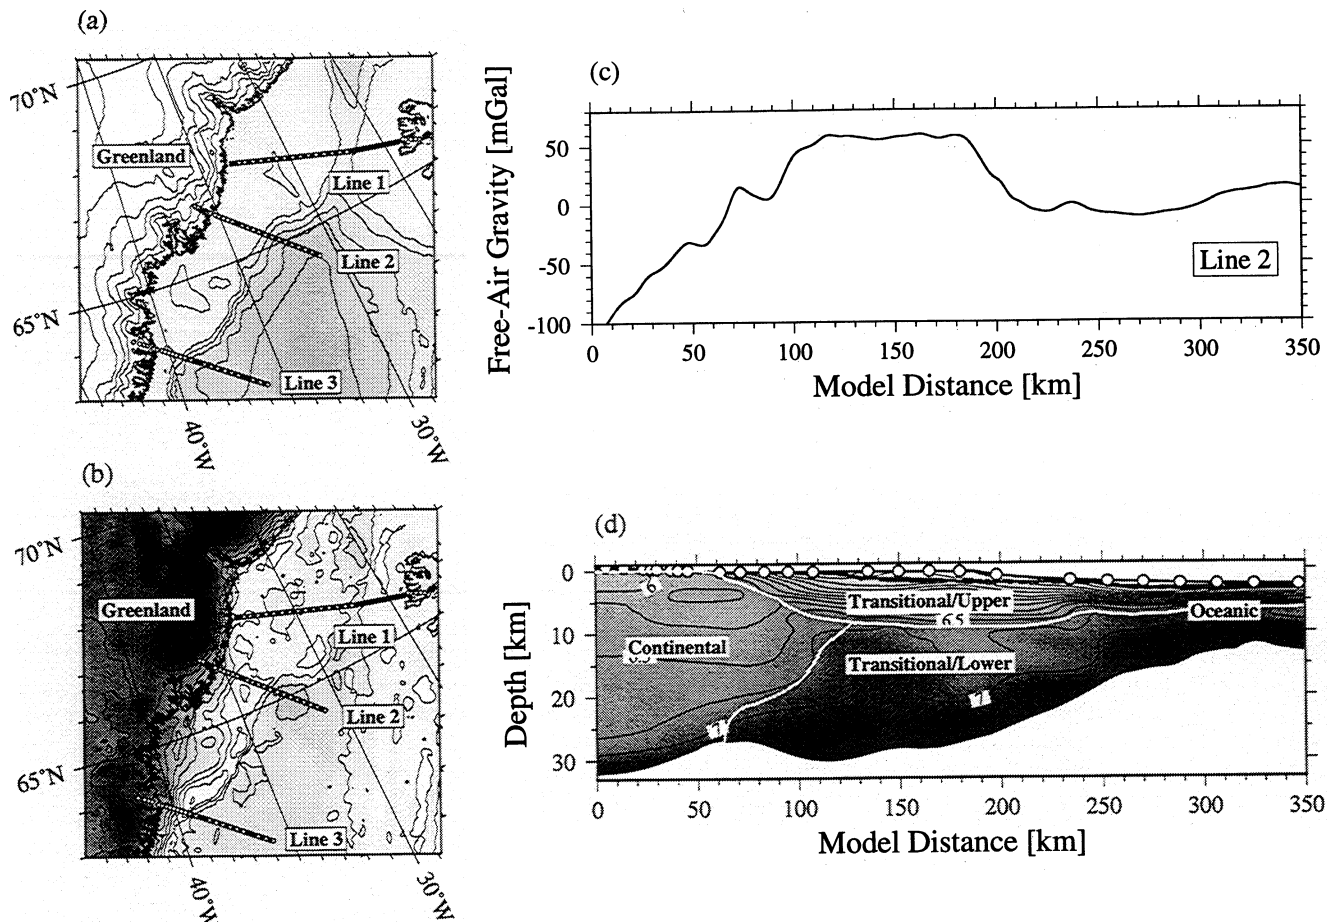 (a)
70°N
65°N
Greenland
Line 1
Line 2
Line 3
40°W
30°W
(b)
70°N
65°N
Greenland
Line 1
Line 2
Line 3
40°W
30°W
(c)
Free-Air Gravity [mGal]
50
0
-50
-100
Line 2
0 50 100 150 200 250 300 350
Model Distance [km]
(d)
Depth [km]
0
10
20
30
6
Transitional/Upper
6.5
Oceanic
Continental
Transitional/Lower
7
7
0 50 100 150 200 250 300 350
Model Distance [km]